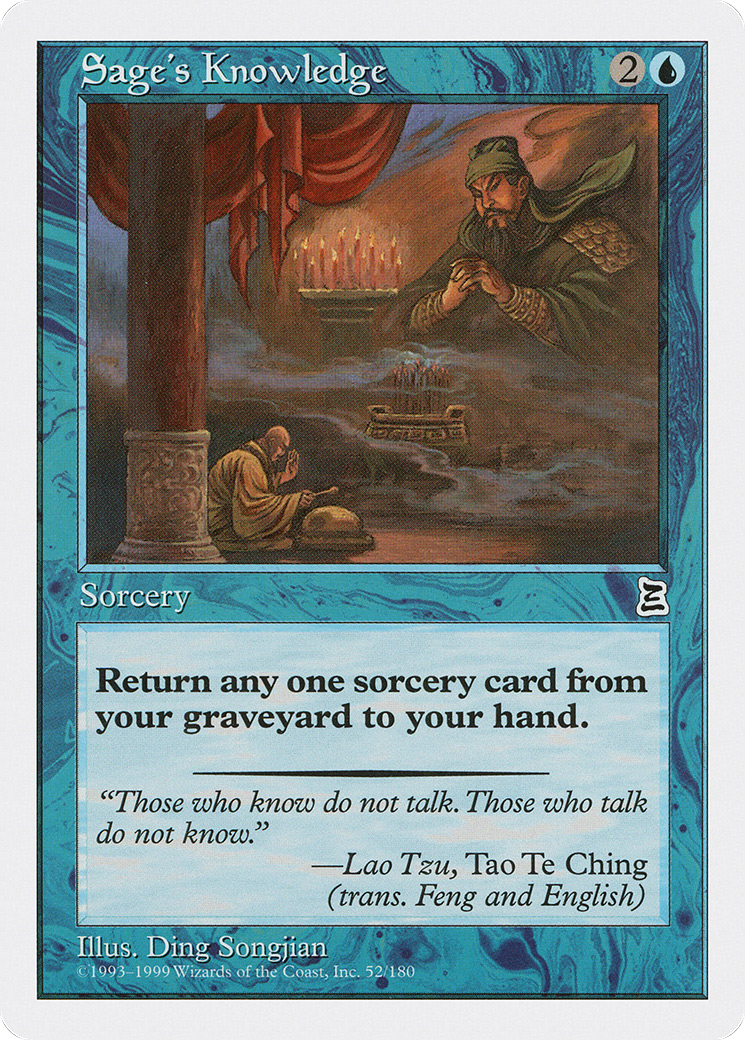 Sage's Knowledge
2
Sorcery
Return any one sorcery card from
your graveyard to your hand.
“Those who know do not talk. Those who talk
do not know.”
—Lao Tzu, Tao Te Ching
(trans. Feng and English)
Illus. Ding Songjian
©1993–1999 Wizards of the Coast, Inc. 52/180